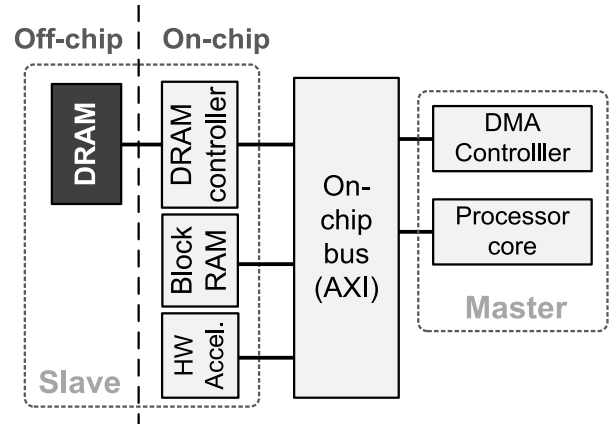 Off-chip
On-chip
DRAM
DRAM
controller
Block
RAM
HW
Accel.
Slave
On-
chip
bus
(AXI)
DMA
Controlller
Processor
core
Master